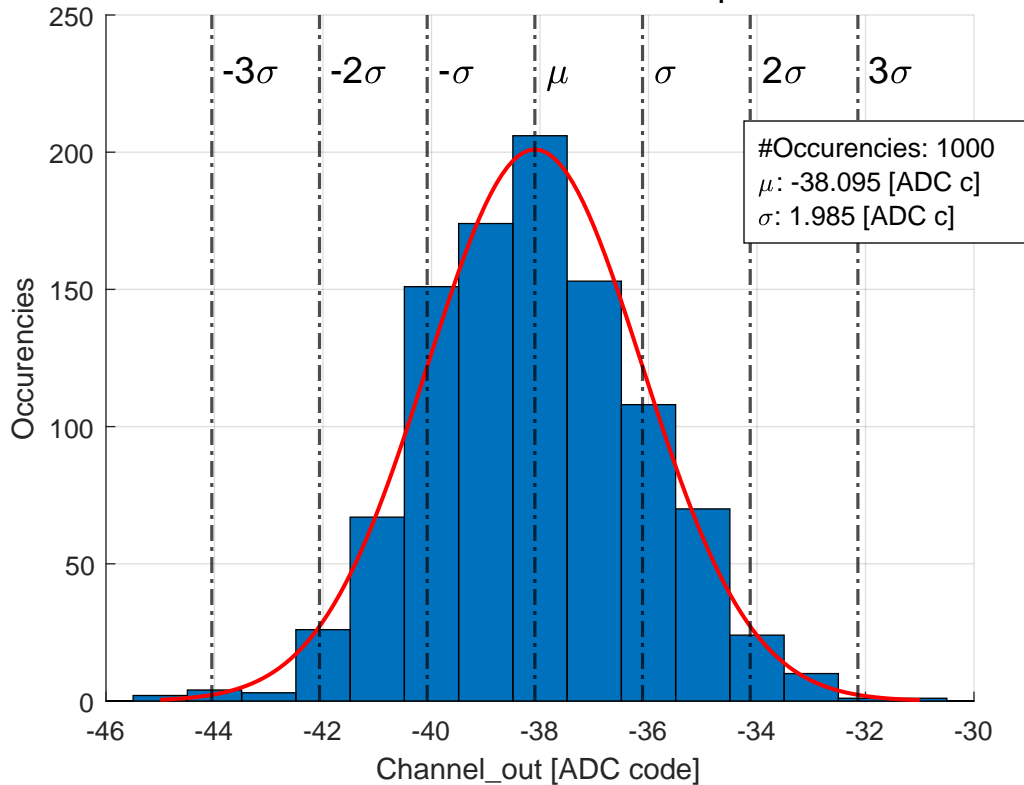 250
200
150
100
50
0
-3σ -2σ -σ μ σ 2σ 3σ
#Occurencies: 1000
μ: -38.095 [ADC c]
σ: 1.985 [ADC c]
Occurencies
-46 -44 -42 -40 -38 -36 -34 -32 -30
Channel_out [ADC code]